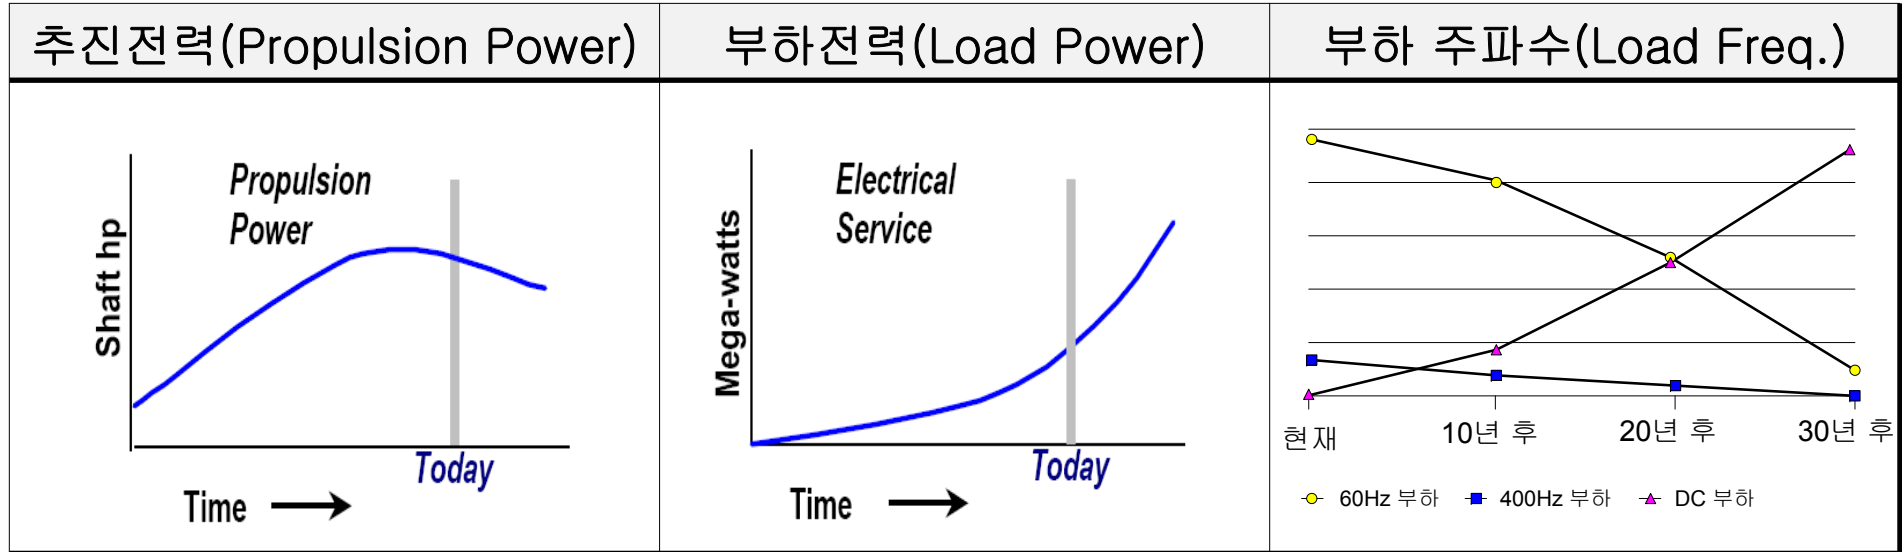 추진전력(Propulsion Power)
부하전력(Load Power)
부하 주파수(Load Freq.)
Propulsion
Power
Shaft hp
Today
Time
Electrical
Service
Mega-watts
Today
Time
현재
10년 후
20년 후
30년 후
60Hz 부하
400Hz 부하
DC 부하